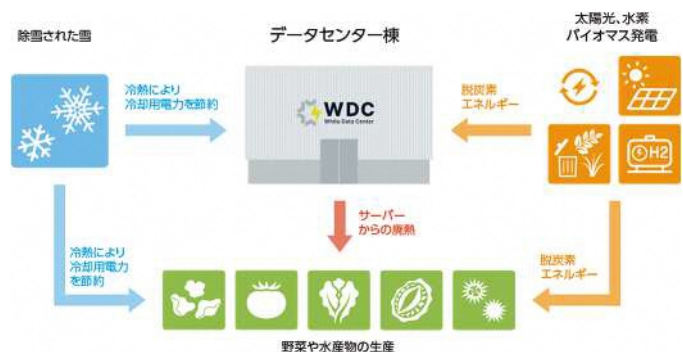 除雪された雪
データセンター棟
太陽光、水素
バイオマス発電
冷熱により
冷却用電力を節約
WDC
White Data Center
脱炭素
エネルギー
H2
サーバー
からの廃熱
冷熱により
冷却用電力
を節約
脱炭素
エネルギー
野菜や水産物の生産